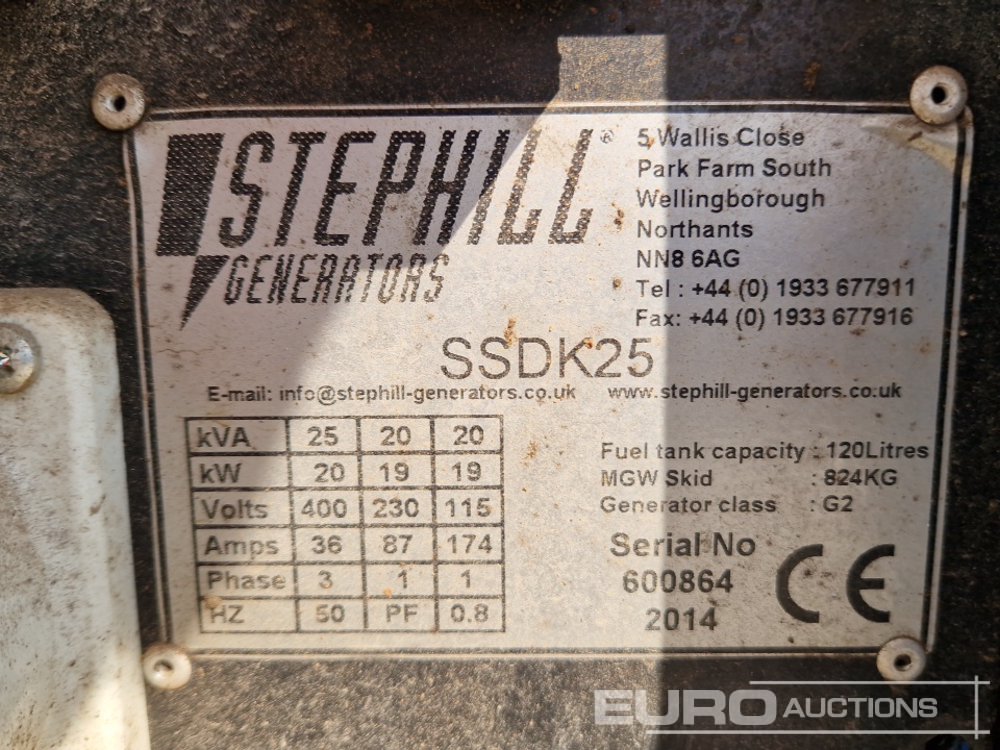 STEPHILL®
GENERATORS
5 Wallis Close
Park Farm South
Wellingborough
Northants
NN8 6AG
Tel : +44 (0) 1933 677911
Fax: +44 (0) 1933 677916
SSDK25
E-mail: info@stephill-generators.co.uk www.stephill-generators.co.uk
kVA 25 20 20
kW 20 19 19
Volts 400 230 115
Amps 36 87 174
Phase 3 1 1
HZ 50 PF 0.8
Fuel tank capacity : 120Litres
MGW Skid : 824KG
Generator class : G2
Serial No
600864
2014
CE
EURO AUCTIONS